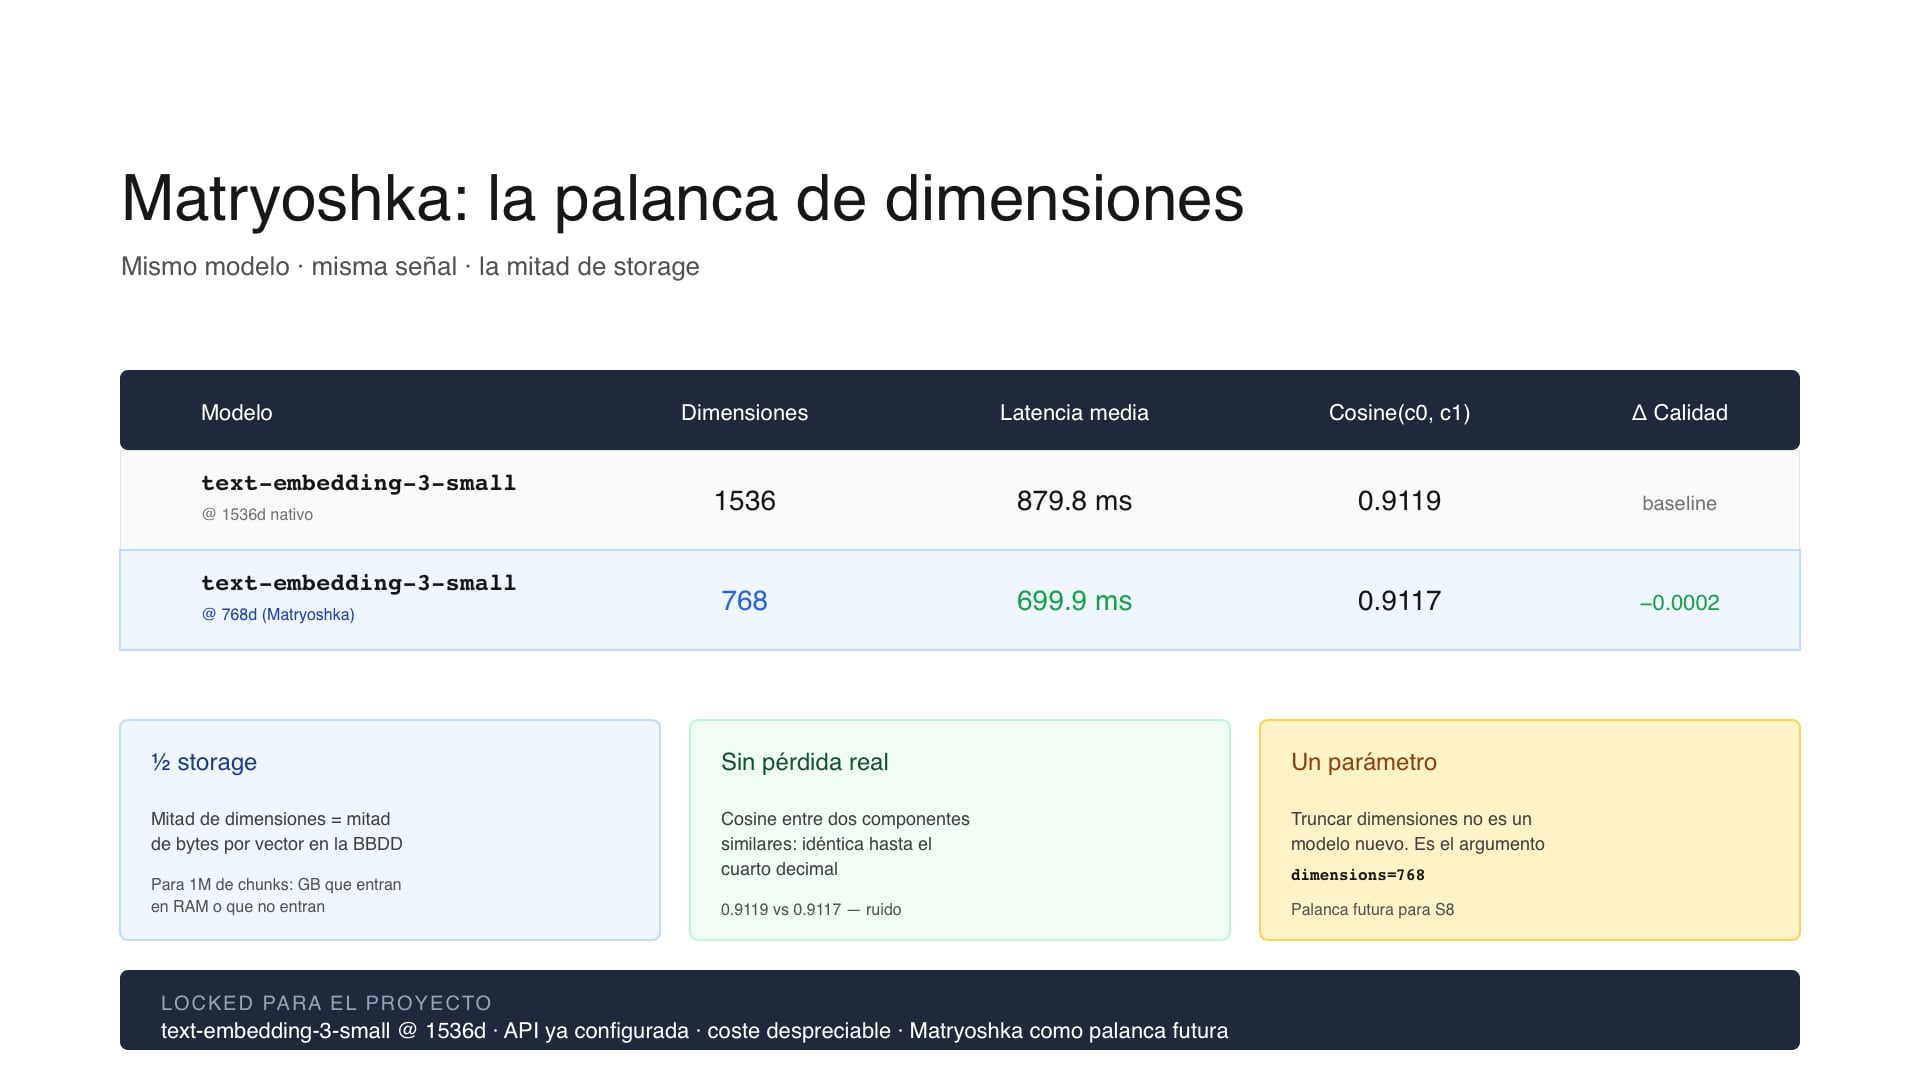 Matryoshka: la palanca de dimensiones
Mismo modelo · misma señal · la mitad de storage
Modelo Dimensiones Latencia media Cosine(c0, c1) Δ Calidad
text-embedding-3-small
@ 1536d nativo
1536 879.8 ms 0.9119 baseline
text-embedding-3-small
@ 768d (Matryoshka)
768 699.9 ms 0.9117 −0.0002
½ storage
Mitad de dimensiones = mitad
de bytes por vector en la BBDD
Para 1M de chunks: GB que entran
en RAM o que no entran
Sin pérdida real
Cosine entre dos componentes
similares: idéntica hasta el
cuarto decimal
0.9119 vs 0.9117 — ruido
Un parámetro
Truncar dimensiones no es un
modelo nuevo. Es el argumento
dimensions=768
Palanca futura para S8
LOCKED PARA EL PROYECTO
text-embedding-3-small @ 1536d · API ya configurada · coste despreciable · Matryoshka como palanca futura